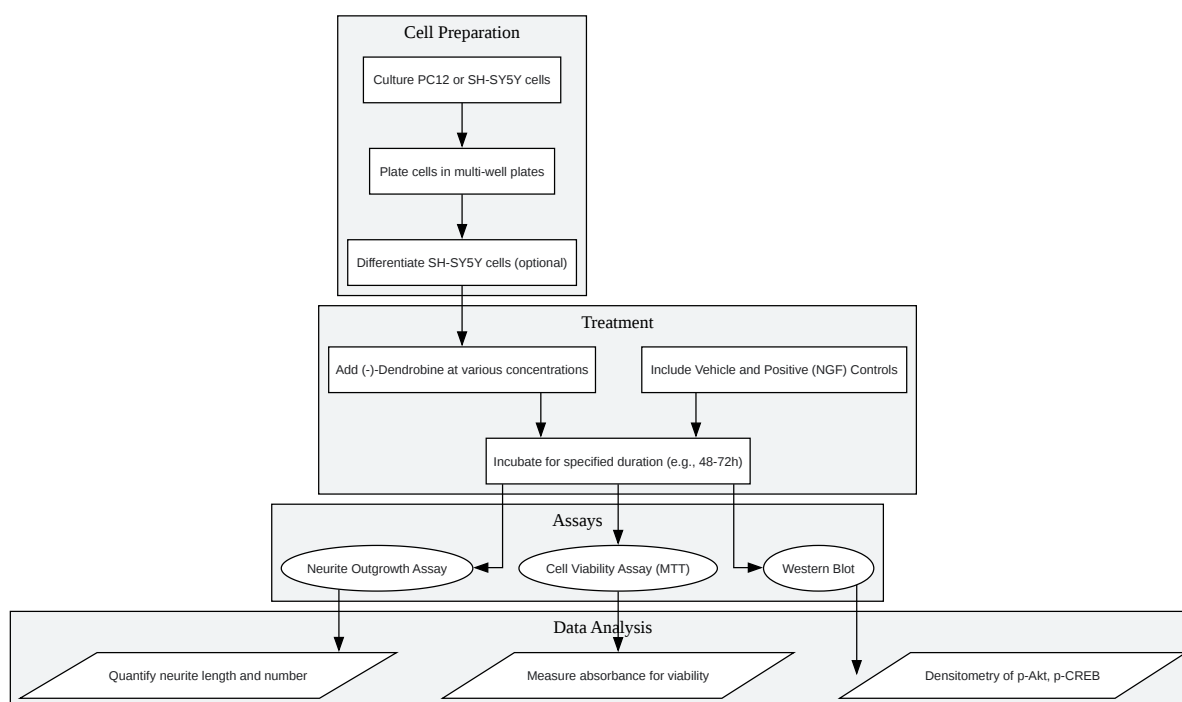 Cell Preparation
Culture PC12 or SH-SY5Y cells
Plate cells in multi-well plates
Differentiate SH-SY5Y cells (optional)
Treatment
Add (-)-Dendrobine at various concentrations
Include Vehicle and Positive (NGF) Controls
Incubate for specified duration (e.g., 48-72h)
Assays
Neurite Outgrowth Assay
Cell Viability Assay (MTT)
Western Blot
Data Analysis
Quantify neurite length and number
Measure absorbance for viability
Densitometry of p-Akt, p-CREB